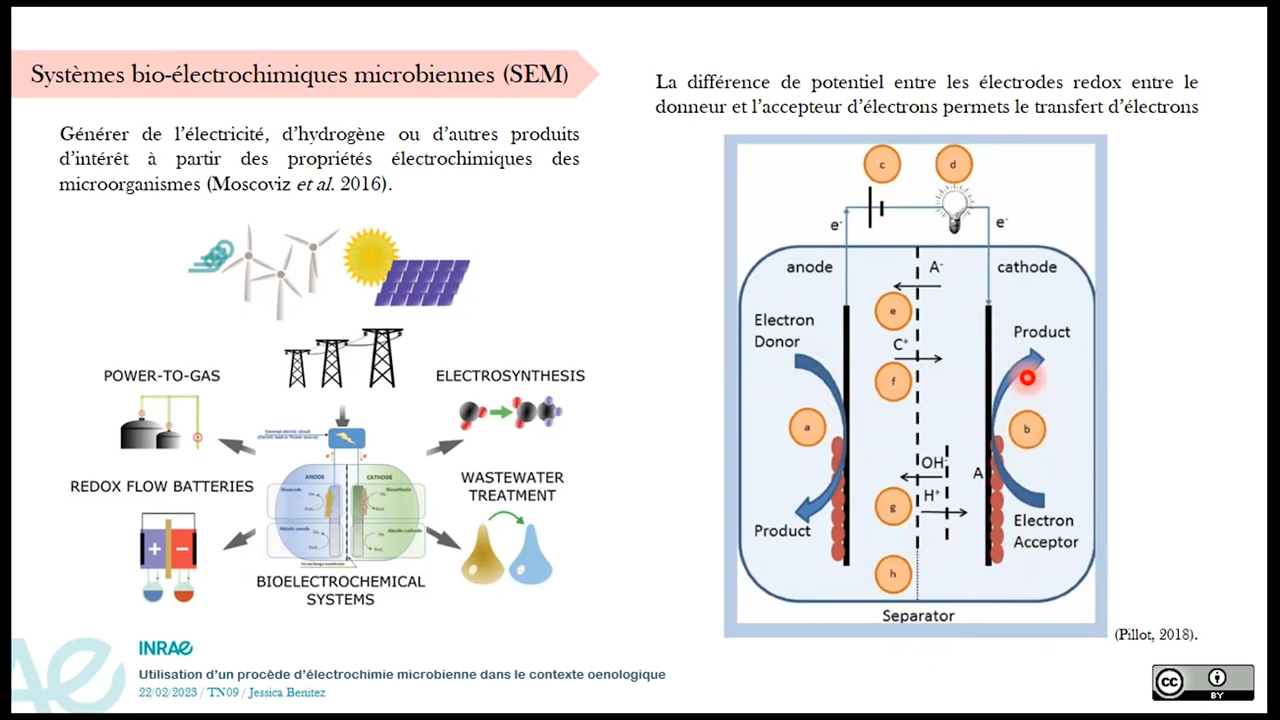 Systèmes bio-électrochimiques microbiennes (SEM)
Générer de l'électricité, d'hydrogène ou d'autres produits
d'intérêt à partir des propriétés électrochimiques des
microorganismes (Moscoviz et al. 2016).
POWER-TO-GAS
ELECTROSYNTHESIS
REDOX FLOW BATTERIES
WASTEWATER
TREATMENT
ANODE
CATHODE
BIOELECTROCHEMICAL
SYSTEMS
La différence de potentiel entre les électrodes redox entre le
donneur et l'accepteur d'électrons permets le transfert d'électrons
c
d
e-
e-
anode
A-
cathode
e
Electron
Donor
Product
C+
f
a
b
OH-
A
H+
g
Product
Electron
Acceptor
h
Separator
(Pillot, 2018).
INRAE
Utilisation d'un procède d'électrochimie microbienne dans le contexte oenologique
22/02/2023 / TN09 / Jessica Benitez
cc
BY